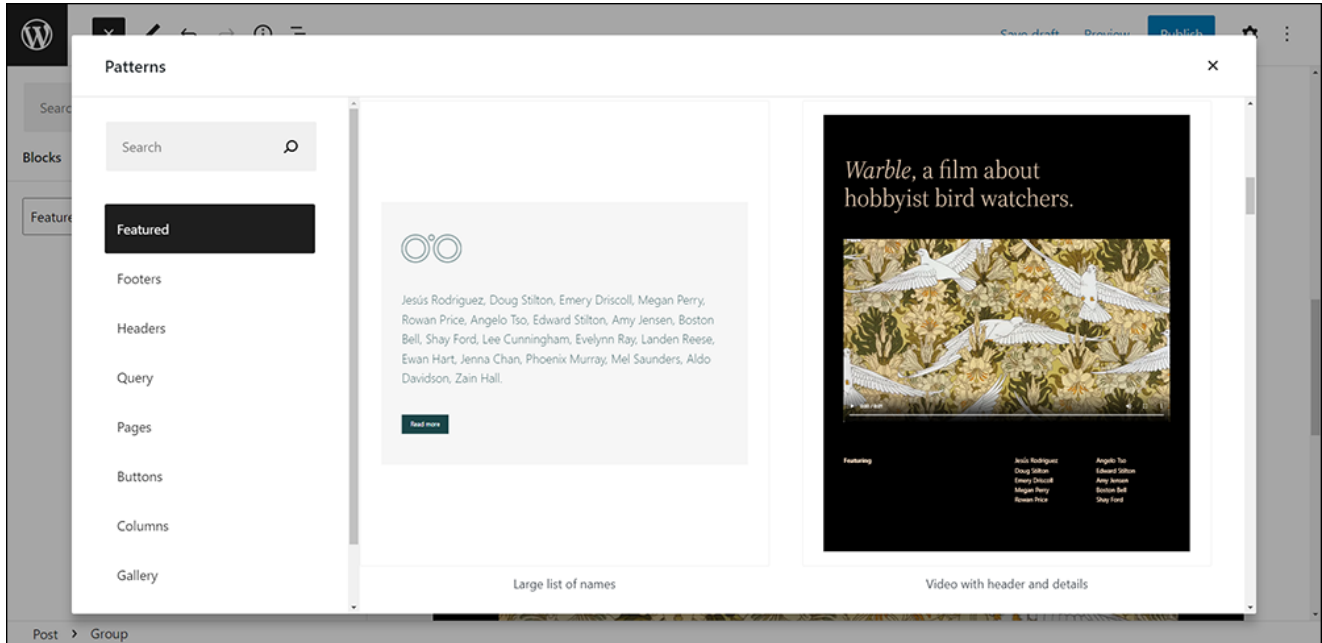 Save draft
Preview
Publish
Patterns
Searc
Search
Blocks
Feature
Featured
Footers
Headers
Query
Pages
Buttons
Columns
Gallery
Jesús Rodriguez, Doug Stilton, Emery Driscoll, Megan Perry,
Rowan Price, Angelo Tso, Edward Stilton, Amy Jensen, Boston
Bell, Shay Ford, Lee Cunningham, Evelynn Ray, Landen Reese,
Ewan Hart, Jenna Chan, Phoenix Murray, Mel Saunders, Aldo
Davidson, Zain Hall.
Read more
Large list of names
Warble, a film about
hobbyist bird watchers.
Featuring
Jesús Rodriguez
Doug Stilton
Emery Driscoll
Megan Perry
Rowan Price
Angelo Tso
Edward Stilton
Amy Jensen
Boston Bell
Shay Ford
Video with header and details
Post > Group